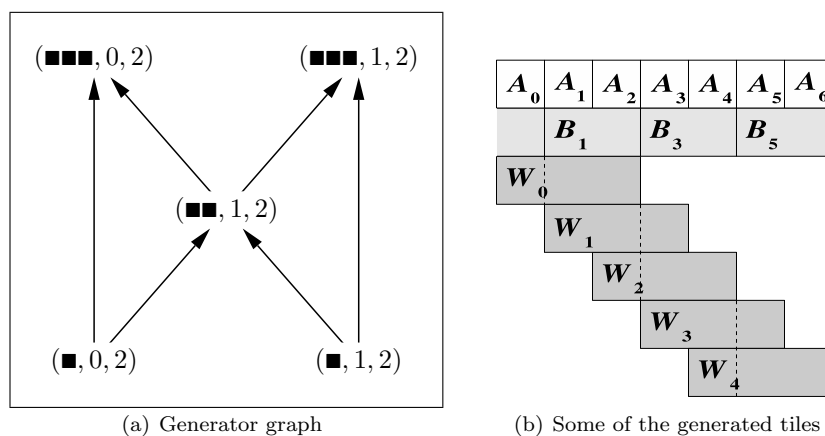 (■■■, 0, 2) (■■■, 1, 2)
(■■, 1, 2)
(■, 0, 2) (■, 1, 2)
(a) Generator graph
A₀ A₁ A₂ A₃ A₄ A₅ A₆
B₁ B₃ B₅
W₀
W₁
W₂
W₃
W₄
(b) Some of the generated tiles